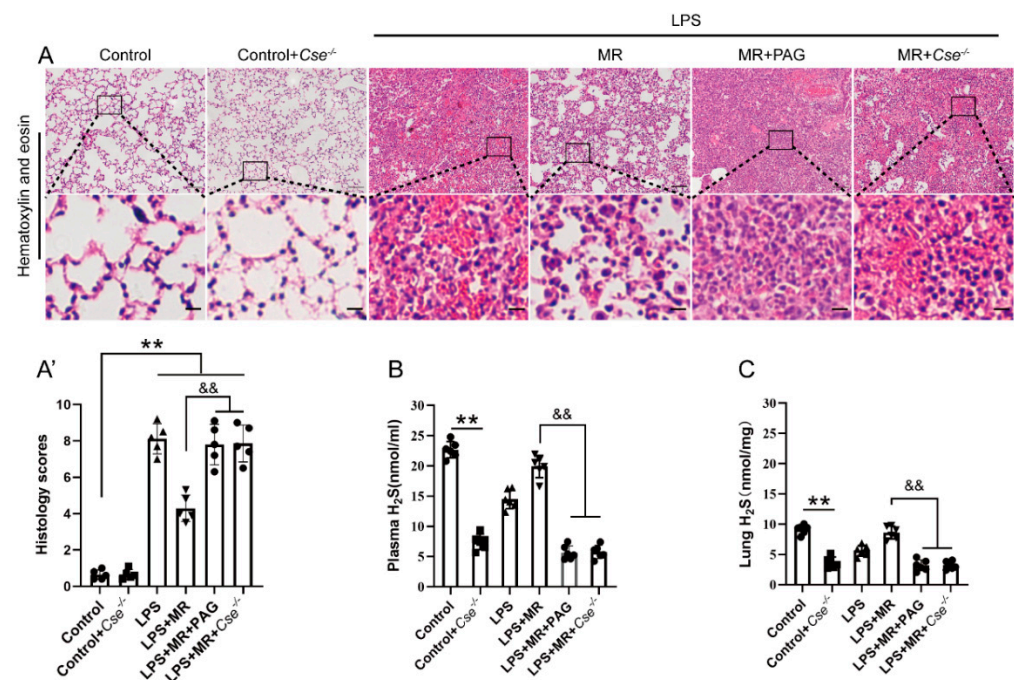 LPS
A
Control
Control+Cse-/-
MR
MR+PAG
MR+Cse-/-
Hematoxylin and eosin
A'
**
&&
Histology scores
10
8
6
4
2
0
Control
Control+Cse-/-
LPS
LPS+MR
LPS+MR+PAG
LPS+MR+Cse-/-
B
**
&&
Plasma H2S(nmol/ml)
30
25
20
15
10
5
0
Control
Control+Cse-/-
LPS
LPS+MR
LPS+MR+PAG
LPS+MR+Cse-/-
C
**
&&
Lung H2S(nmol/mg)
30
25
20
15
10
5
0
Control
Control+Cse-/-
LPS
LPS+MR
LPS+MR+PAG
LPS+MR+Cse-/-